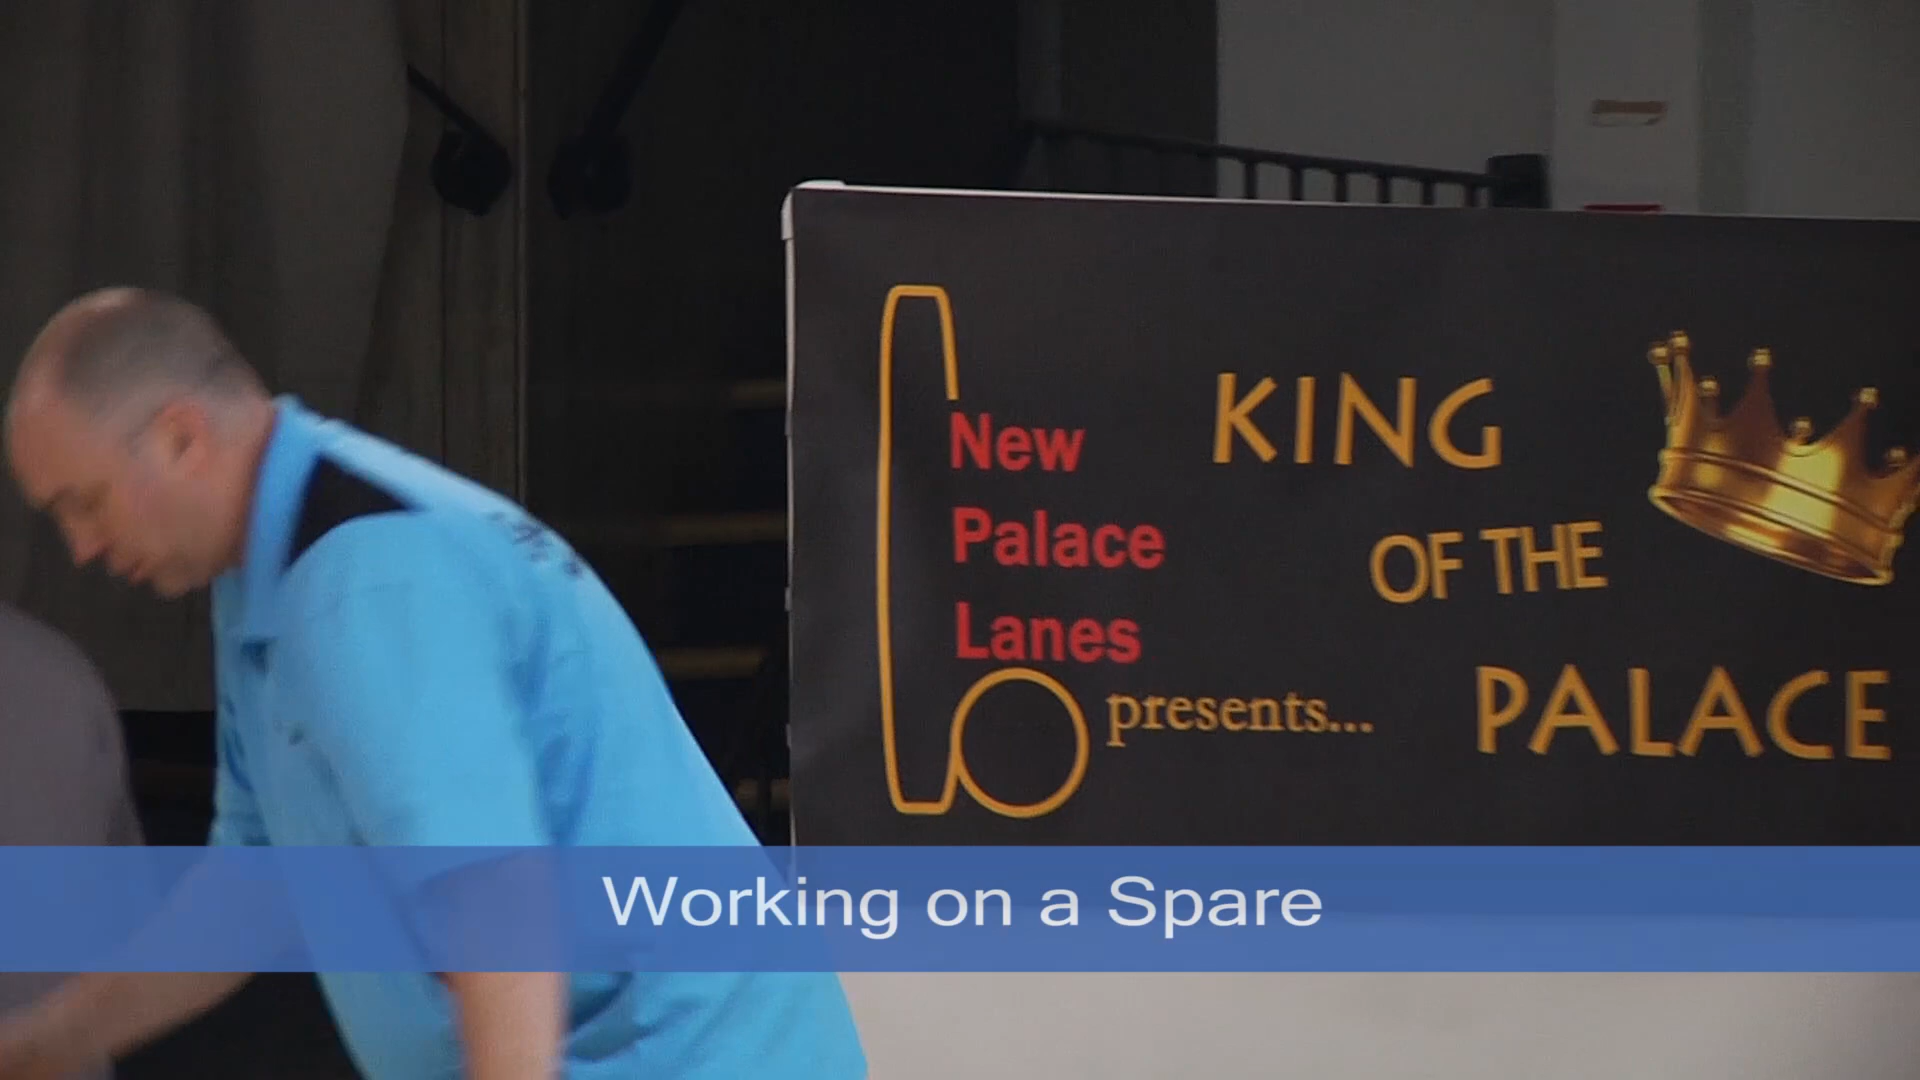 New
Palace
Lanes
presents...
KING
OF THE
PALACE
Working on a Spare